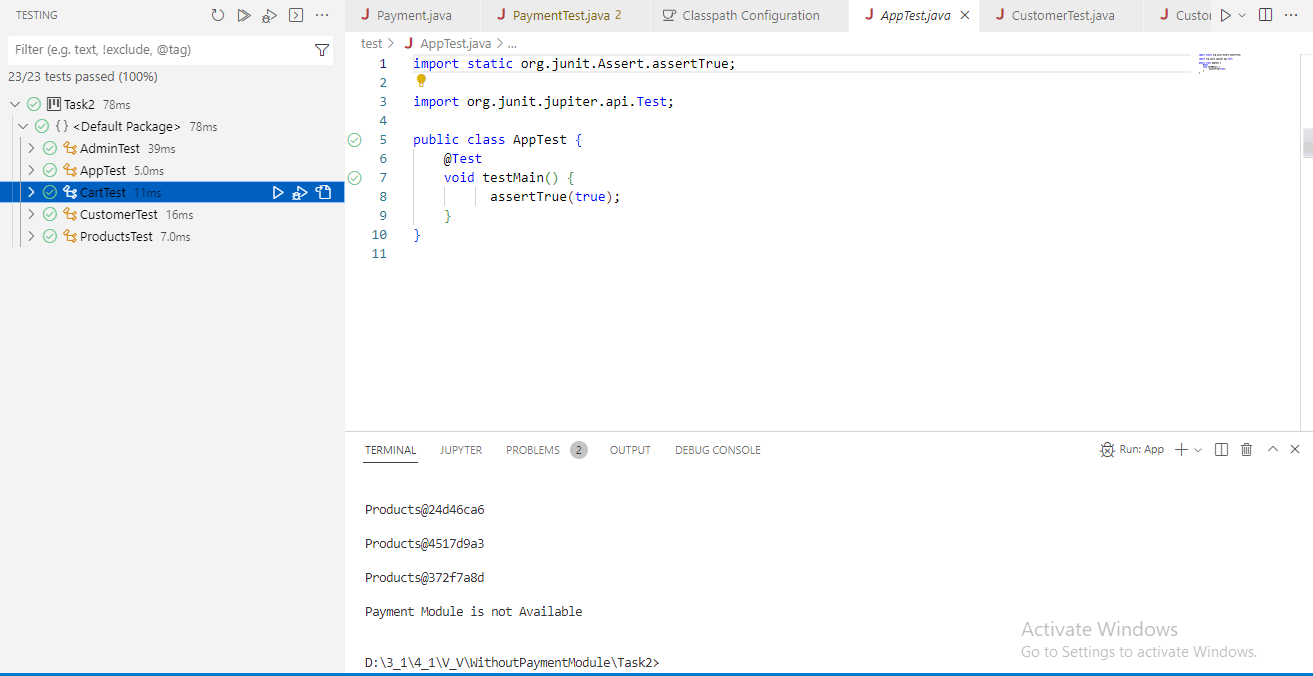 TESTING
Filter (e.g. text, !exclude, @tag)
23/23 tests passed (100%)
Task2 78ms
{} <Default Package> 78ms
AdminTest 39ms
AppTest 5.0ms
CartTest 11ms
CustomerTest 16ms
ProductsTest 7.0ms
J Payment.java
J PaymentTest.java 2
Classpath Configuration
J AppTest.java
J CustomerTest.java
J Custo
test > J AppTest.java > ...
1 import static org.junit.Assert.assertTrue;
2
3 import org.junit.jupiter.api.Test;
4
5 public class AppTest {
6 @Test
7 void testMain() {
8 assertTrue(true);
9 }
10 }
11
TERMINAL JUPYTER PROBLEMS 2 OUTPUT DEBUG CONSOLE
Run: App
Products@24d46ca6
Products@4517d9a3
Products@372f7a8d
Payment Module is not Available
D:\3_1\4_1\V_V\WithoutPaymentModule\Task2>
Activate Windows
Go to Settings to activate Windows.